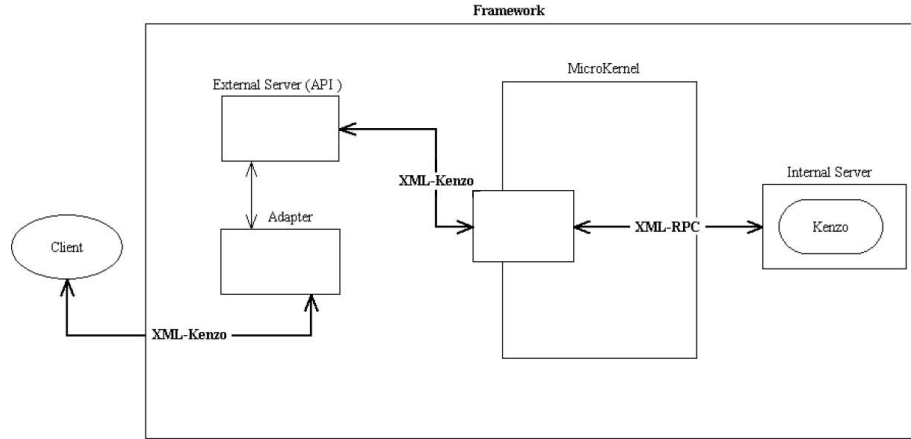 Framework
MicroKernel
External Server (API )
XML-Kenzo
Internal Server
Adapter
Client
XML-RPC
Kenzo
XML-Kenzo